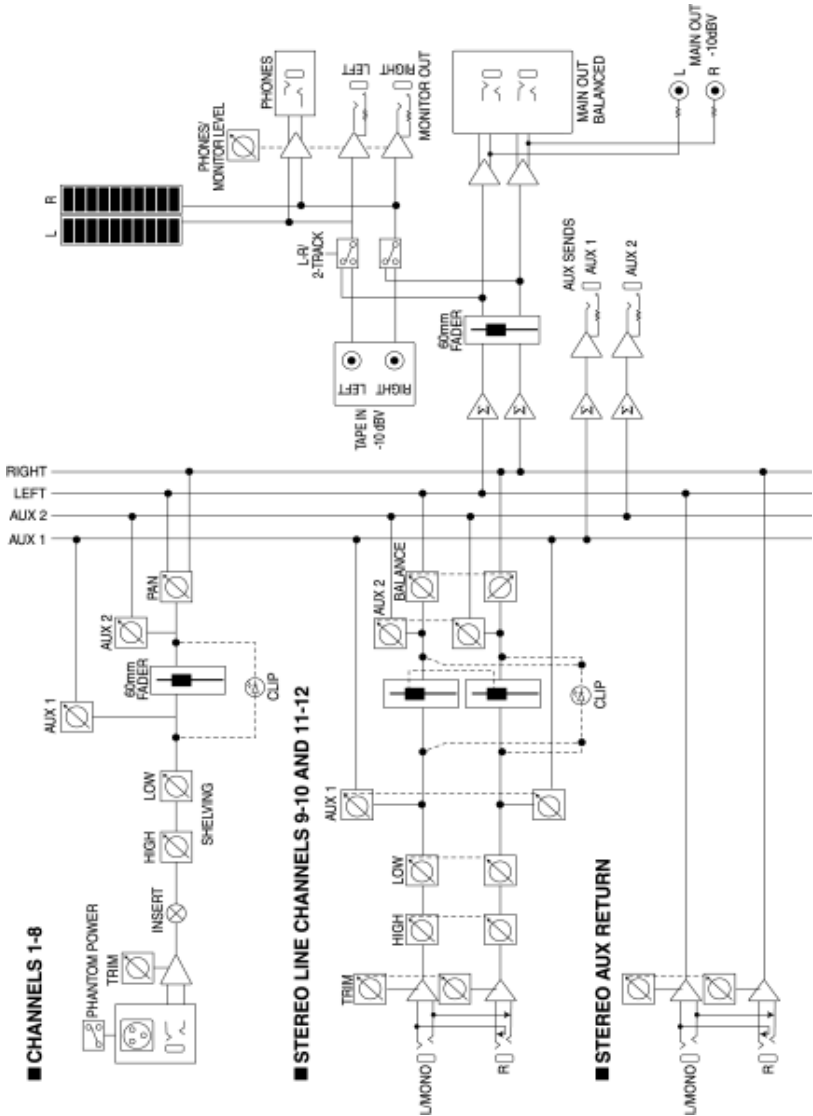 ■ CHANNELS 1-8
PHANTOM POWER
TRIM
INSERT
HIGH
LOW
SHELVING
AUX 1
60mm
FADER
CLIP
AUX 2
PAN
RIGHT
LEFT
AUX 2
AUX 1
■ STEREO LINE CHANNELS 9-10 AND 11-12
L/MONO
R
TRIM
HIGH
LOW
AUX 1
CLIP
AUX 2
BALANCE
■ STEREO AUX RETURN
L/MONO
R
L
R
PHONES/
MONITOR LEVEL
PHONES
LEFT
RIGHT
MONITOR OUT
L-R/
2-TRACK
TAPE IN
-10 dBV
LEFT
RIGHT
60mm
FADER
MAIN OUT
BALANCED
L
R
MAIN OUT
-10dBV
AUX SENDS
AUX 1
AUX 2
Σ
Σ
Σ
Σ